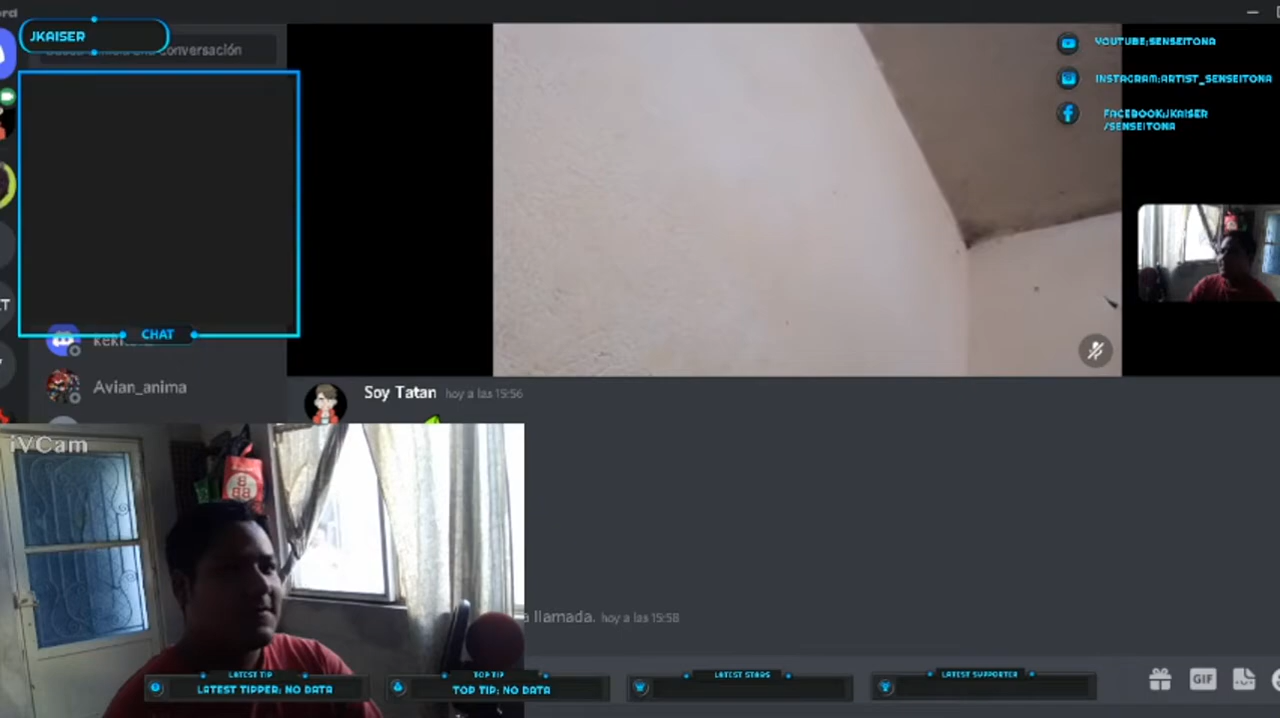 ord
JKAISER
conversación
YOUTUBE:SENSEITONA
INSTAGRAM:ARTIST_SENSEITONA
FACEBOOK:JKAISER
/SENSEITONA
CHAT
Avian_anima
Soy Tatan hoy a las 15:56
iVCam
a llamada. hoy a las 15:58
LATEST TIP
LATEST TIPPER: NO DATA
TOP TIP
TOP TIP: NO DATA
LATEST STARS
LATEST SUPPORTER
GIF